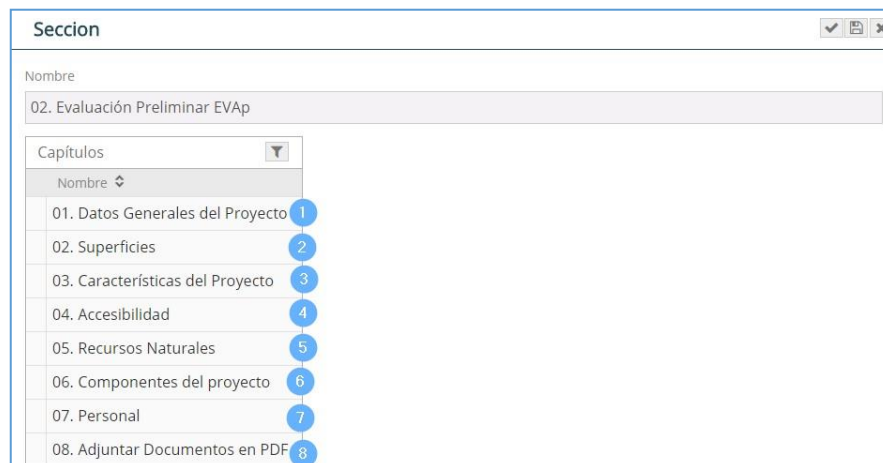 Seccion
Nombre
02. Evaluación Preliminar EVAp
Capítulos
Nombre
01. Datos Generales del Proyecto 1
02. Superficies 2
03. Características del Proyecto 3
04. Accesibilidad 4
05. Recursos Naturales 5
06. Componentes del proyecto 6
07. Personal 7
08. Adjuntar Documentos en PDF 8